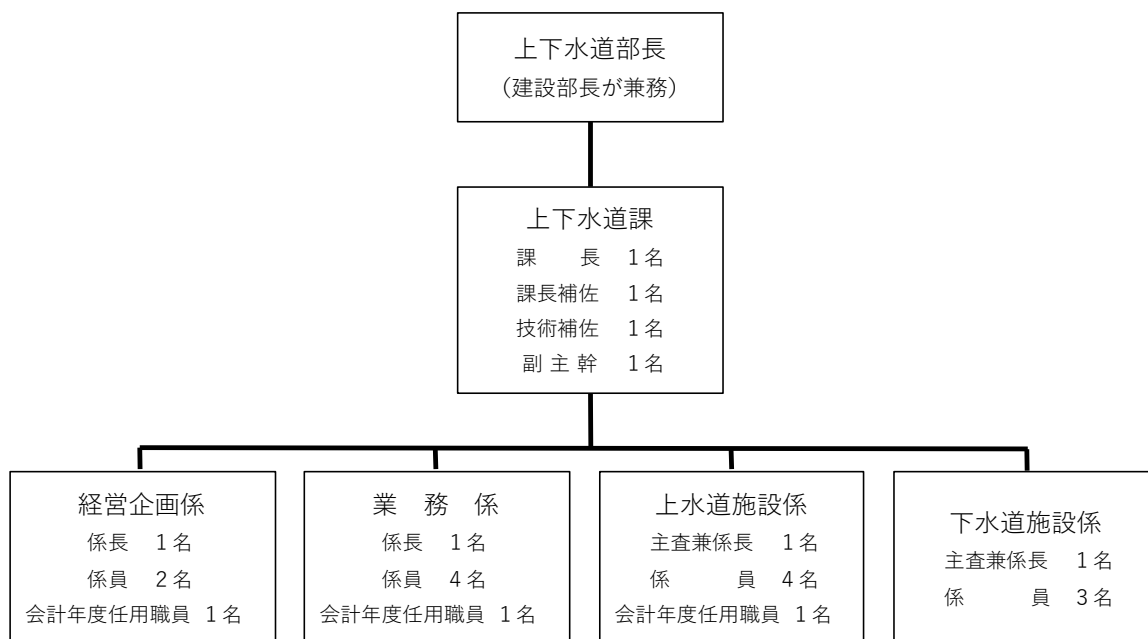 上下水道部長
（建設部長が兼務）
上下水道課
課　　長　1名
課長補佐　1名
技術補佐　1名
副 主 幹　1名
経営企画係
係長　1名
係員　2名
会計年度任用職員 1名
業　務　係
係長　1名
係員　4名
会計年度任用職員　1名
上水道施設係
主査兼係長　1名
係　　　員　4名
会計年度任用職員　1名
下水道施設係
主査兼係長　1名
係　　　員　3名